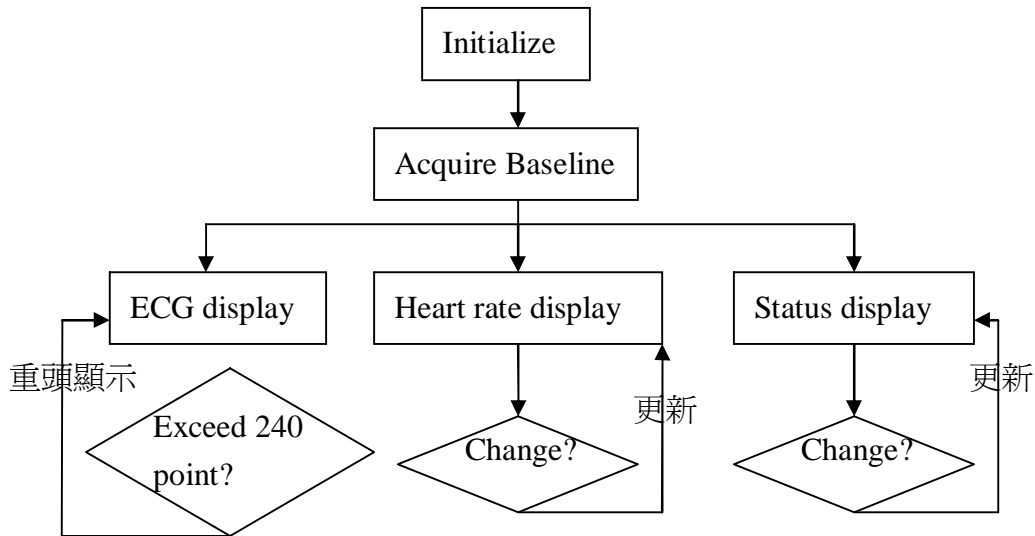 Initialize
Acquire Baseline
ECG display
Heart rate display
Status display
重頭顯示
更新
更新
Exceed 240
point?
Change?
Change?